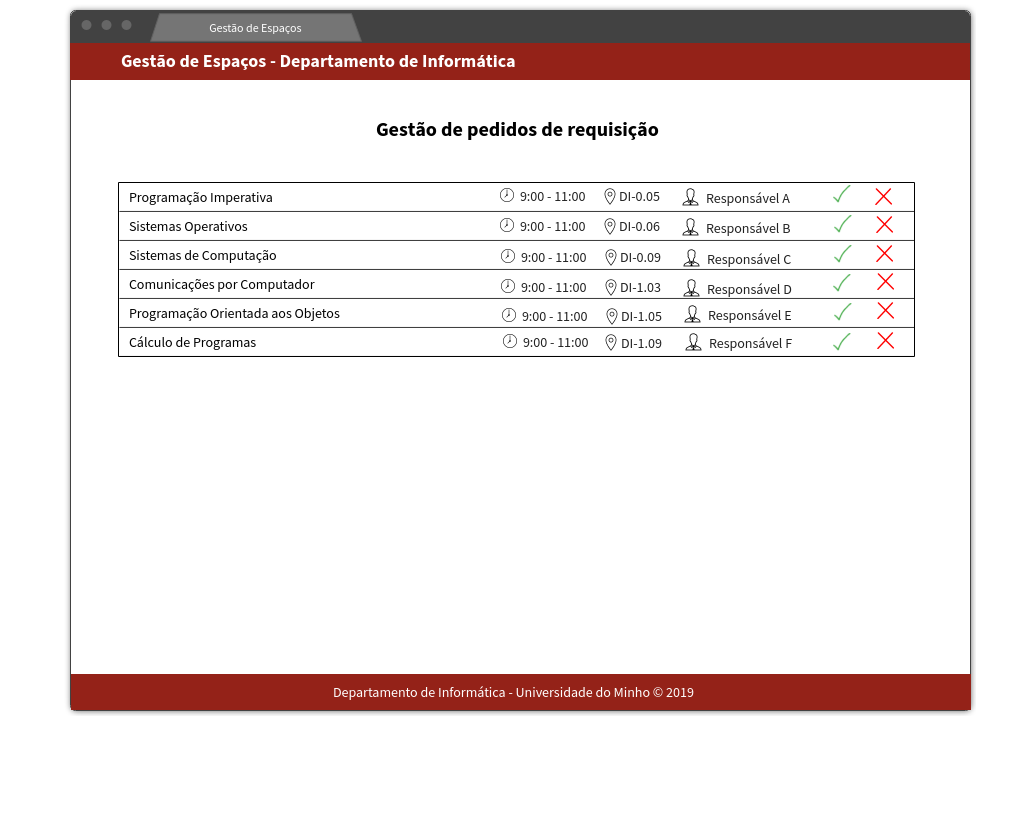 Gestão de Espaços
Gestão de Espaços - Departamento de Informática
Gestão de pedidos de requisição
Programação Imperativa 9:00 - 11:00 DI-0.05 Responsável A
Sistemas Operativos 9:00 - 11:00 DI-0.06 Responsável B
Sistemas de Computação 9:00 - 11:00 DI-0.09 Responsável C
Comunicações por Computador 9:00 - 11:00 DI-1.03 Responsável D
Programação Orientada aos Objetos 9:00 - 11:00 DI-1.05 Responsável E
Cálculo de Programas 9:00 - 11:00 DI-1.09 Responsável F
Departamento de Informática - Universidade do Minho © 2019